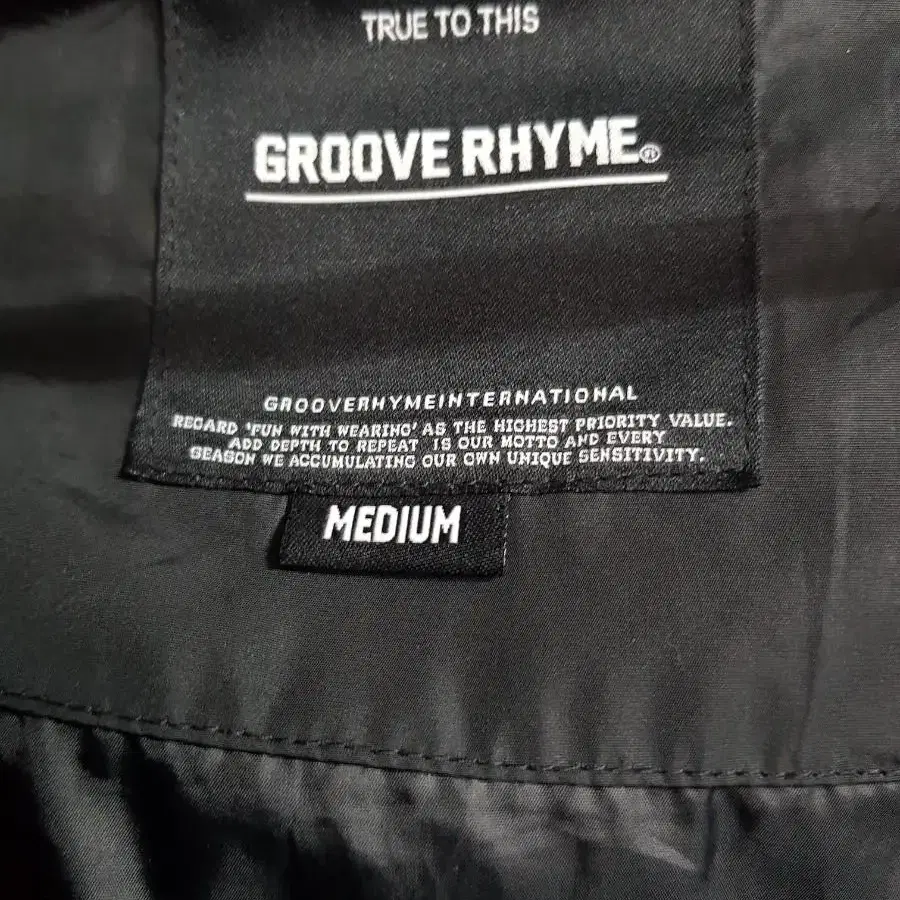 TRUE TO THIS
GROOVE RHYME®
GROOVERHYMEINTERNATIONAL
REGARD 'FUN WITH WEARING' AS THE HIGHEST PRIORITY VALUE.
ADD DEPTH TO REPEAT IS OUR MOTTO AND EVERY
SEASON WE ACCUMULATING OUR OWN UNIQUE SENSITIVITY.
MEDIUM